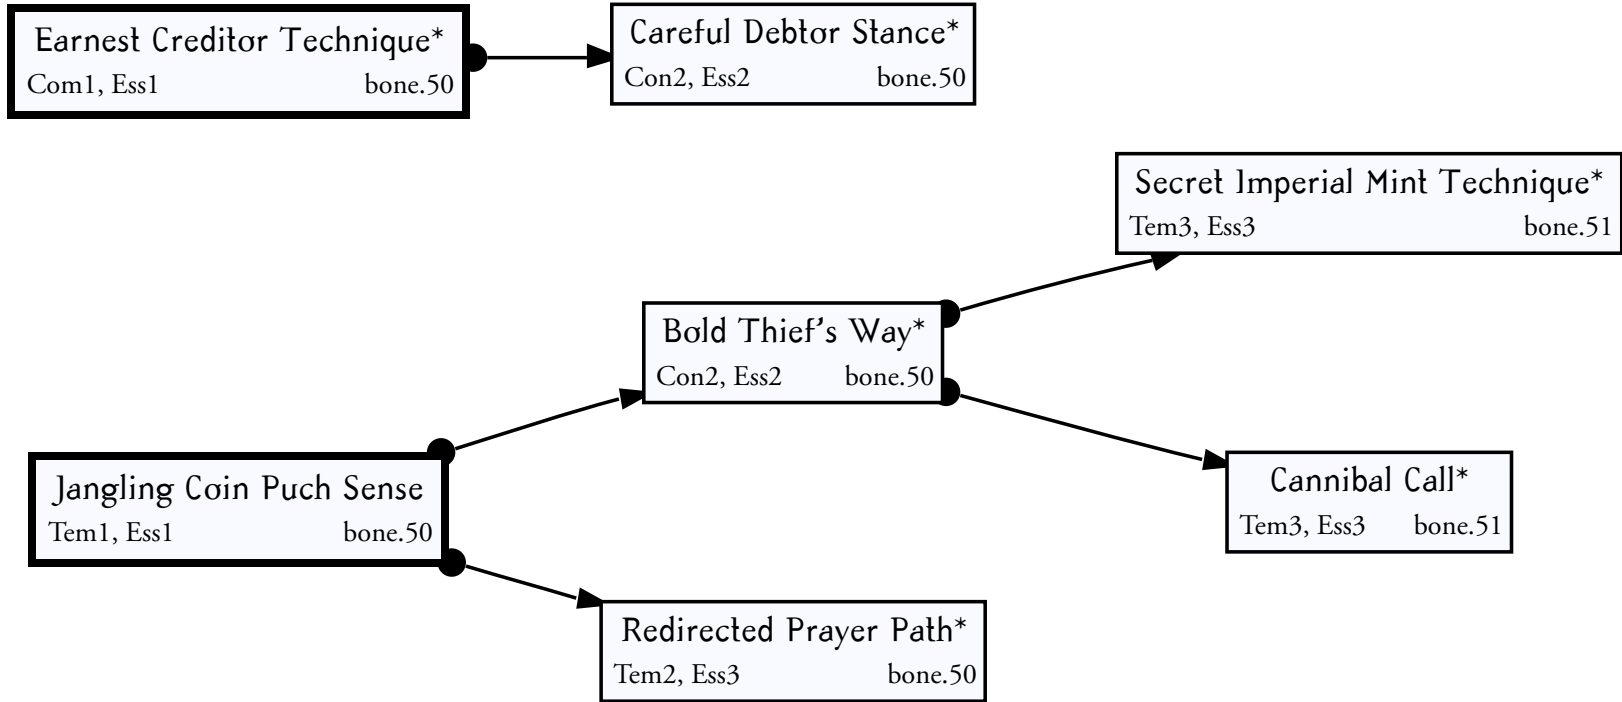 Earnest Creditor Technique*
Com1, Ess1 bone.50
Careful Debtor Stance*
Con2, Ess2 bone.50
Secret Imperial Mint Technique*
Tem3, Ess3 bone.51
Bold Thief's Way*
Con2, Ess2 bone.50
Jangling Coin Puch Sense
Tem1, Ess1 bone.50
Cannibal Call*
Tem3, Ess3 bone.51
Redirected Prayer Path*
Tem2, Ess3 bone.50